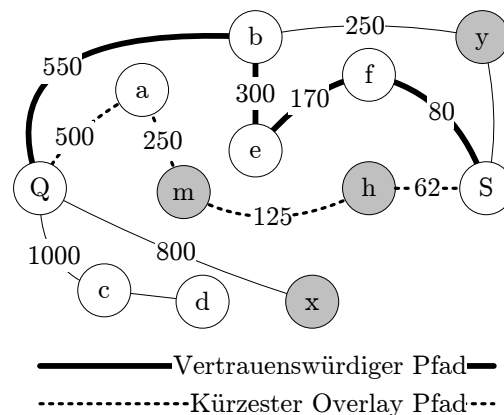 b
250
y
550
a
300
f
170
80
500
250
e
Q
m
h
62
S
125
1000
800
c
d
x
Vertrauenswürdiger Pfad
Kürzester Overlay Pfad